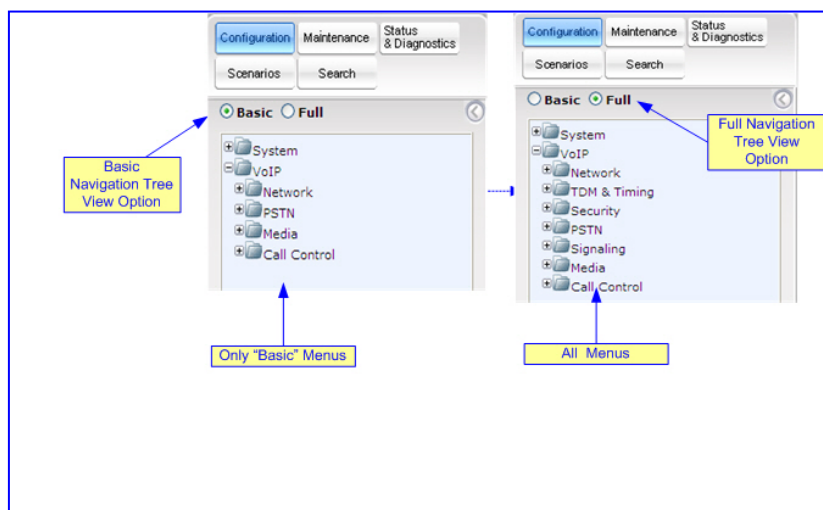 Configuration
Maintenance
Status
& Diagnostics
Scenarios
Search
Basic
Full
System
VoIP
Network
PSTN
Media
Call Control
Basic
Navigation Tree
View Option
Only “Basic” Menus
Configuration
Maintenance
Status
& Diagnostics
Scenarios
Search
Basic
Full
System
VoIP
Network
TDM & Timing
Security
PSTN
Signaling
Media
Call Control
Full Navigation
Tree View
Option
All Menus